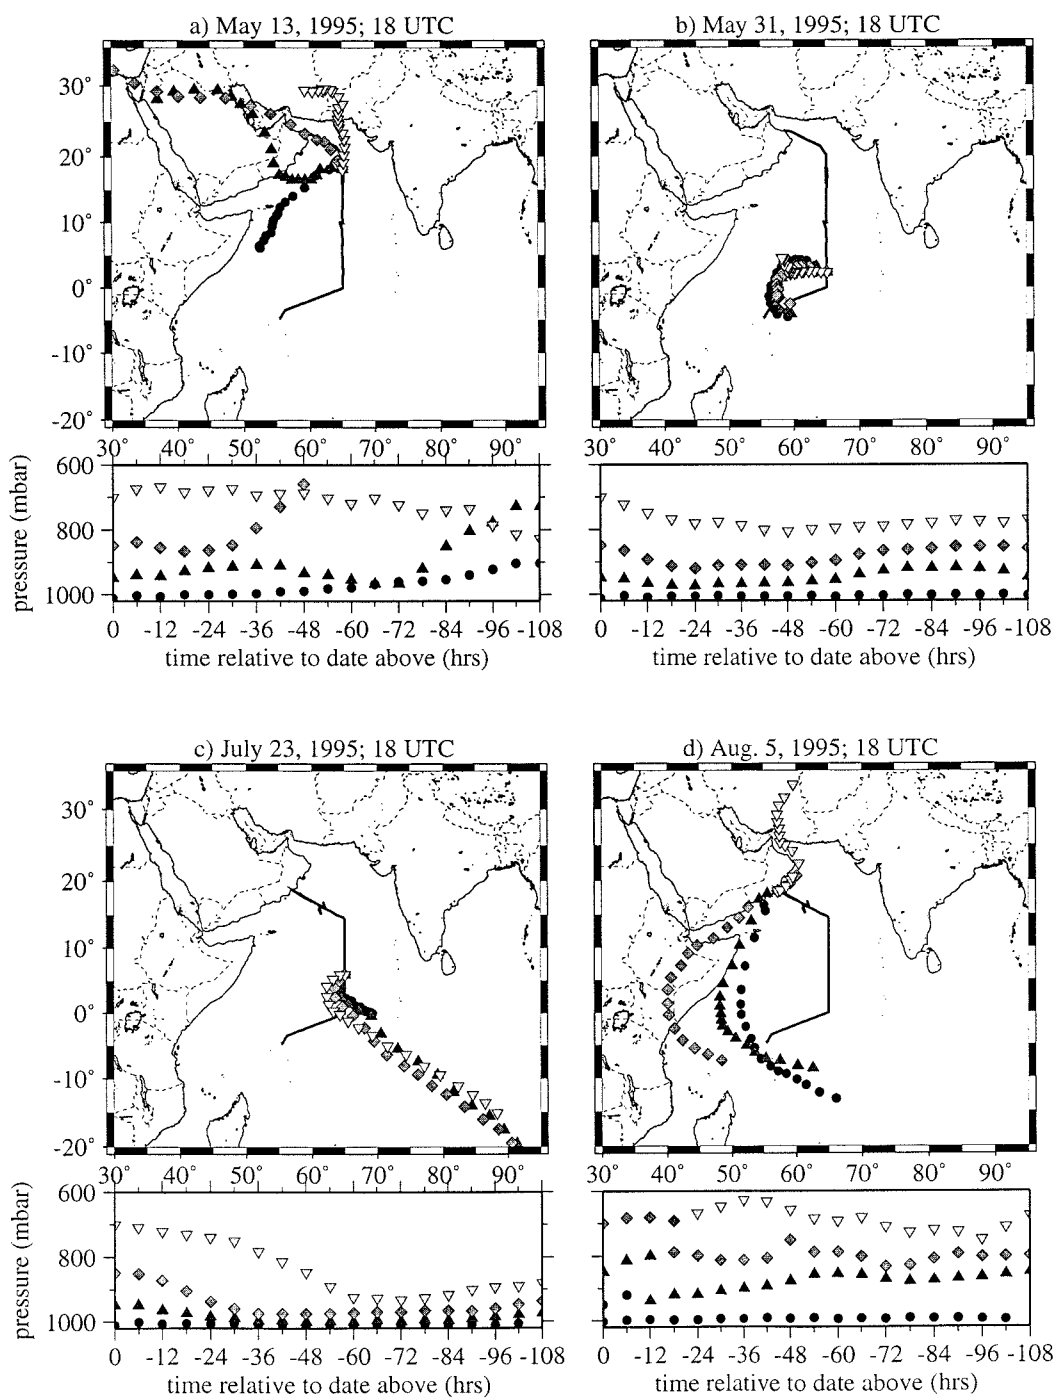 a) May 13, 1995; 18 UTC
b) May 31, 1995; 18 UTC
30°
20°
10°
0°
-10°
-20°
30 40° 50° 60° 70° 80° 90°
30 40° 50° 60° 70° 80° 90°
pressure (mbar)
600
800
1000
0 -12 -24 -36 -48 -60 -72 -84 -96 -108
0 -12 -24 -36 -48 -60 -72 -84 -96 -108
time relative to date above (hrs)
time relative to date above (hrs)
c) July 23, 1995; 18 UTC
d) Aug. 5, 1995; 18 UTC
30°
20°
10°
0°
-10°
-20°
30 40° 50° 60° 70° 80° 90°
30 40° 50° 60° 70° 80° 90°
pressure (mbar)
600
800
1000
0 -12 -24 -36 -48 -60 -72 -84 -96 -108
0 -12 -24 -36 -48 -60 -72 -84 -96 -108
time relative to date above (hrs)
time relative to date above (hrs)